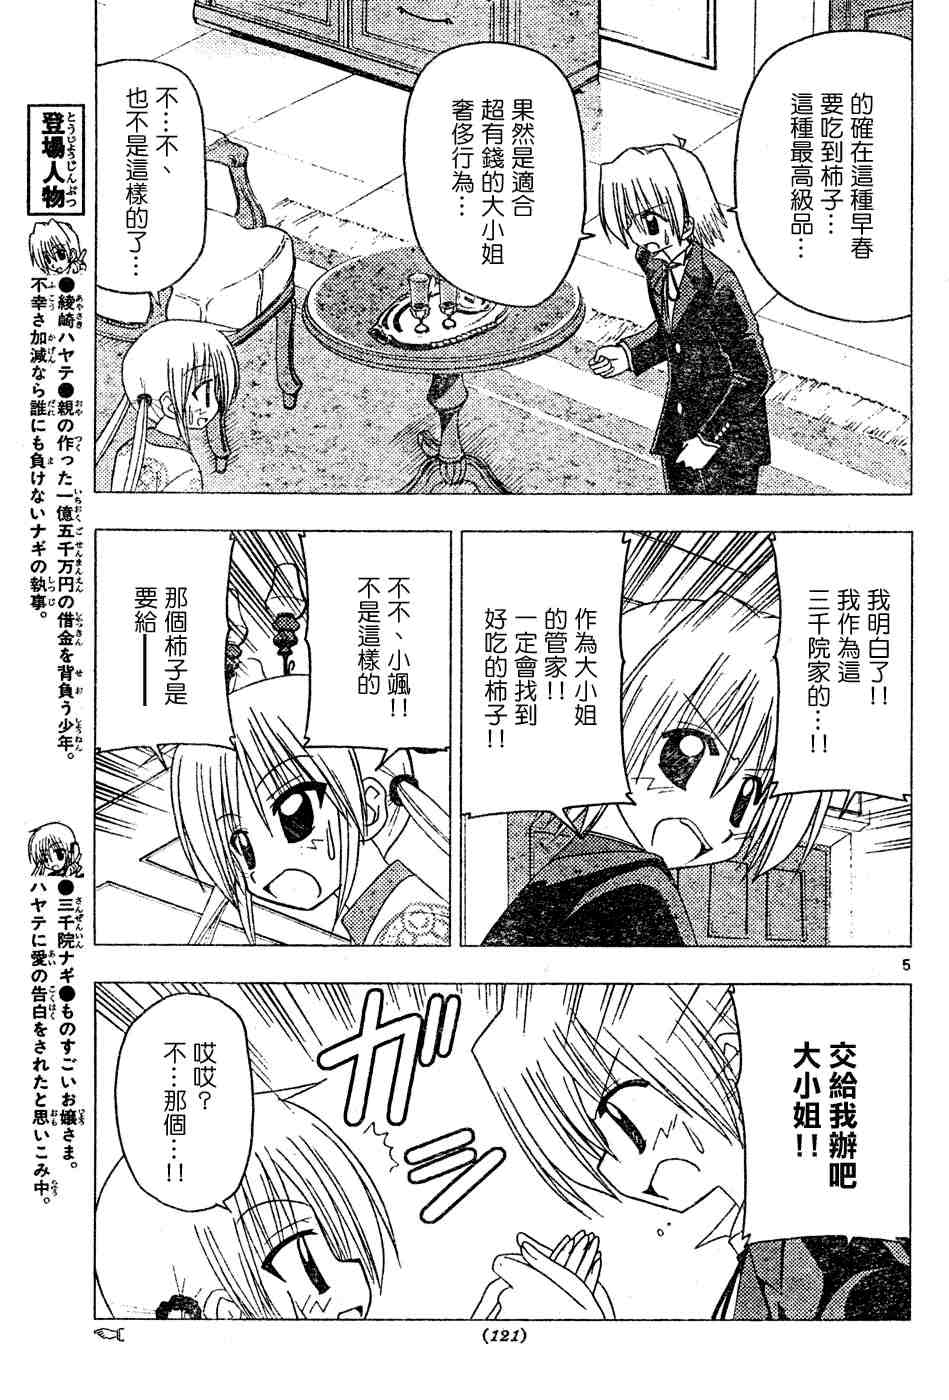 的確在這種早春
要吃到柿子…
這種最高級品…
果然是適合
超有錢的大小姐
奢侈行為…
不…不、
也不是這樣的了…
我明白了!!
我作為這
三千院家的…!!
作為大小姐
的管家!!
一定會找到
好吃的柿子!!
不不、小颯!!
不是這樣的
那個柿子是
要給——
5
交給我辦吧
大小姐!!
ガシ
哎哎?
不…那個…!!
(121)
登場人物
とうじょうじんぶつ
●綾崎ハヤテ●親の作った一億五千万円の借金を背負う少年。
不幸さ加減なら誰にも負けないナギの執事。
●三千院ナギ●ものすごいお嬢さま。
ハヤテに愛の告白をされたと思いこみ中。